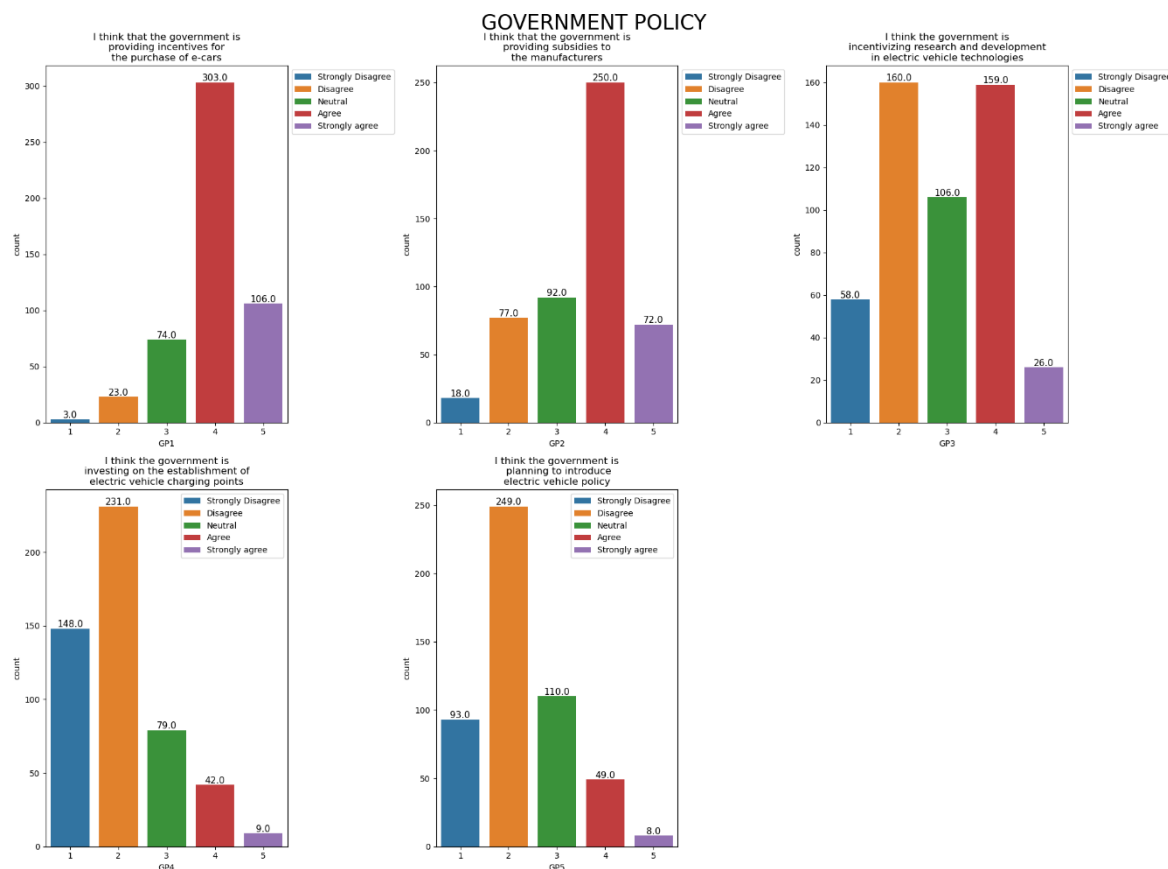 GOVERNMENT POLICY
I think that the government is
providing incentives for
the purchase of e-cars
300
250
200
150
100
50
0
count
3.0
23.0
74.0
303.0
106.0
1 2 3 4 5
GP1
Strongly Disagree
Disagree
Neutral
Agree
Strongly agree
I think that the government is
providing subsidies to
the manufacturers
250
200
150
100
50
0
count
18.0
77.0
92.0
250.0
72.0
1 2 3 4 5
GP2
Strongly Disagree
Disagree
Neutral
Agree
Strongly agree
I think the government is
incentivizing research and development
in electric vehicle technologies
160
140
120
100
80
60
40
20
0
count
58.0
160.0
106.0
159.0
26.0
1 2 3 4 5
GP3
Strongly Disagree
Disagree
Neutral
Agree
Strongly agree
I think the government is
investing on the establishment of
electric vehicle charging points
200
150
100
50
0
count
148.0
231.0
79.0
42.0
9.0
1 2 3 4 5
GP4
Strongly Disagree
Disagree
Neutral
Agree
Strongly agree
I think the government is
planning to introduce
electric vehicle policy
250
200
150
100
50
0
count
93.0
249.0
110.0
49.0
8.0
1 2 3 4 5
GP5
Strongly Disagree
Disagree
Neutral
Agree
Strongly agree